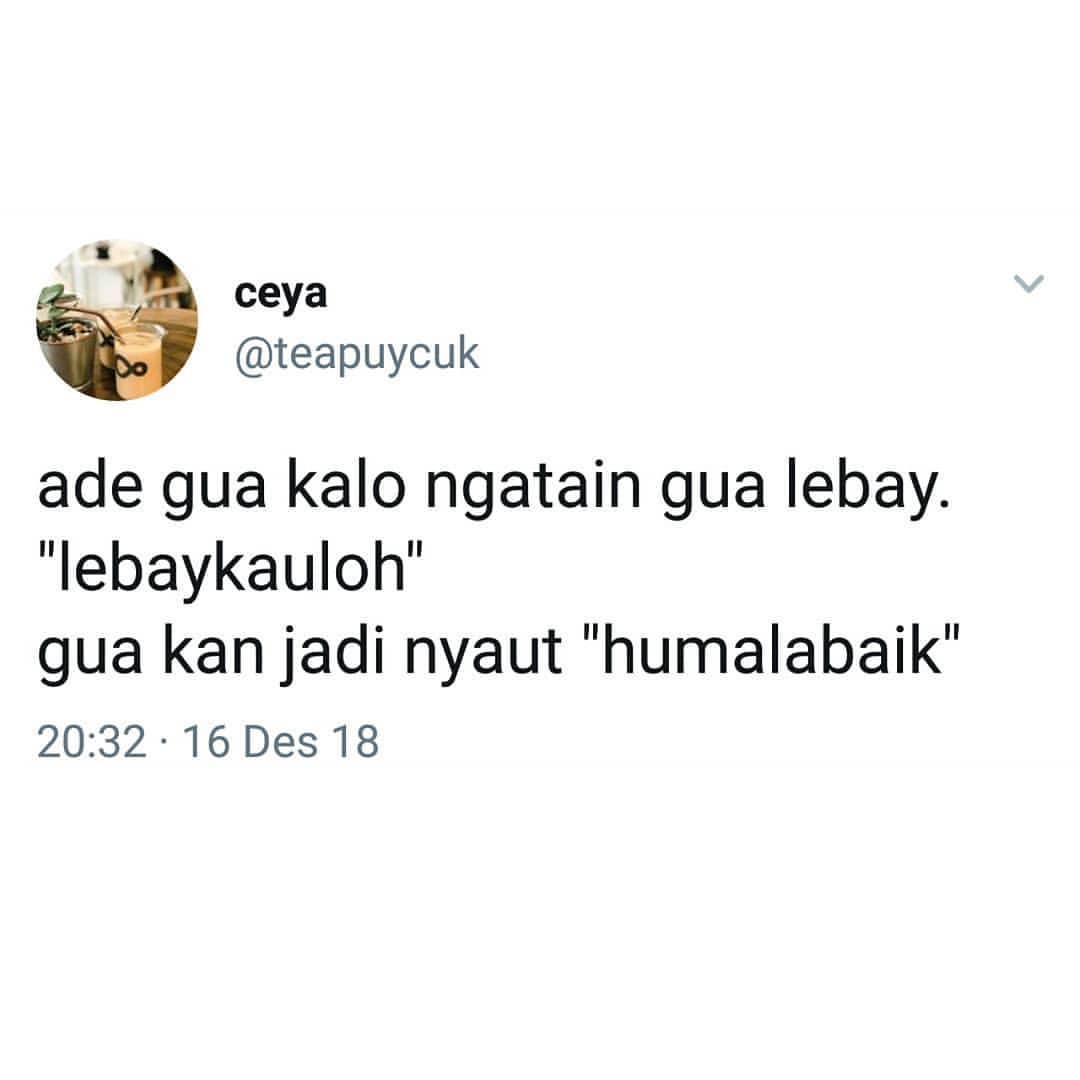 ceya
@teapuycuk
ade gua kalo ngatain gua lebay.
"lebaykauloh"
gua kan jadi nyaut "humalabaik"
20:32 · 16 Des 18